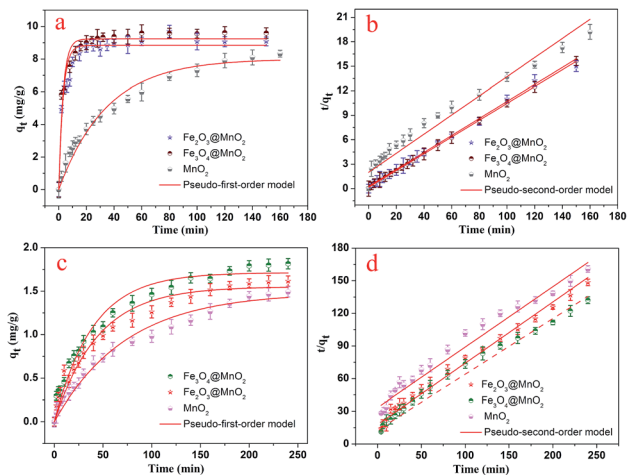 a
q_t (mg/g)
10
8
6
4
2
0
Fe₂O₃@MnO₂
Fe₃O₄@MnO₂
MnO₂
Pseudo-first-order model
0 20 40 60 80 100 120 140 160
Time (min)
b
t/q_t
21
18
15
12
9
6
3
0
Fe₂O₃@MnO₂
Fe₃O₄@MnO₂
MnO₂
Pseudo-second-order model
0 20 40 60 80 100 120 140 160
Time (min)
c
q_t (mg/g)
2.0
1.5
1.0
0.5
0.0
Fe₃O₄@MnO₂
Fe₂O₃@MnO₂
MnO₂
Pseudo-first-order model
0 50 100 150 200 250
Time (min)
d
t/q_t
180
150
120
90
60
30
0
Fe₂O₃@MnO₂
Fe₃O₄@MnO₂
MnO₂
Pseudo-second-order model
0 50 100 150 200 250
Time (min)